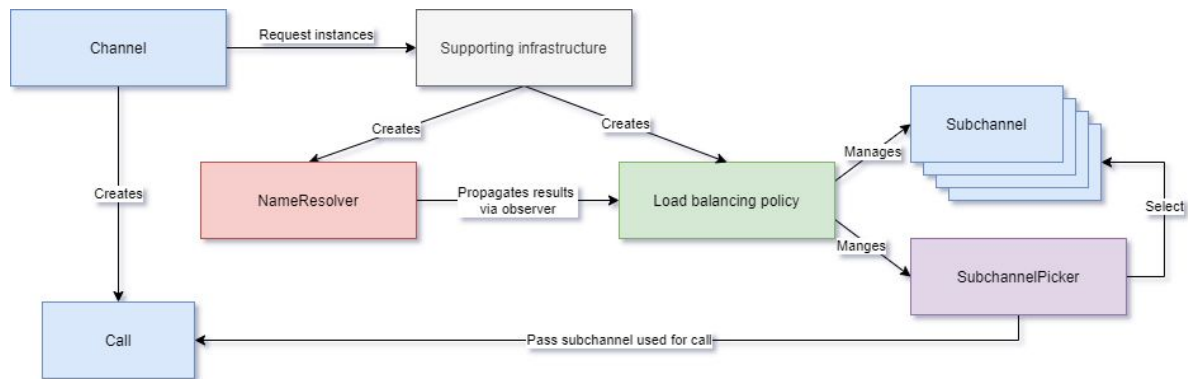 Request instances
Channel
Supporting infrastructure
Creates
Creates
Subchannel
Manages
Creates
NameResolver
Propagates results
via observer
Load balancing policy
Select
Manges
SubchannelPicker
Call
Pass subchannel used for call